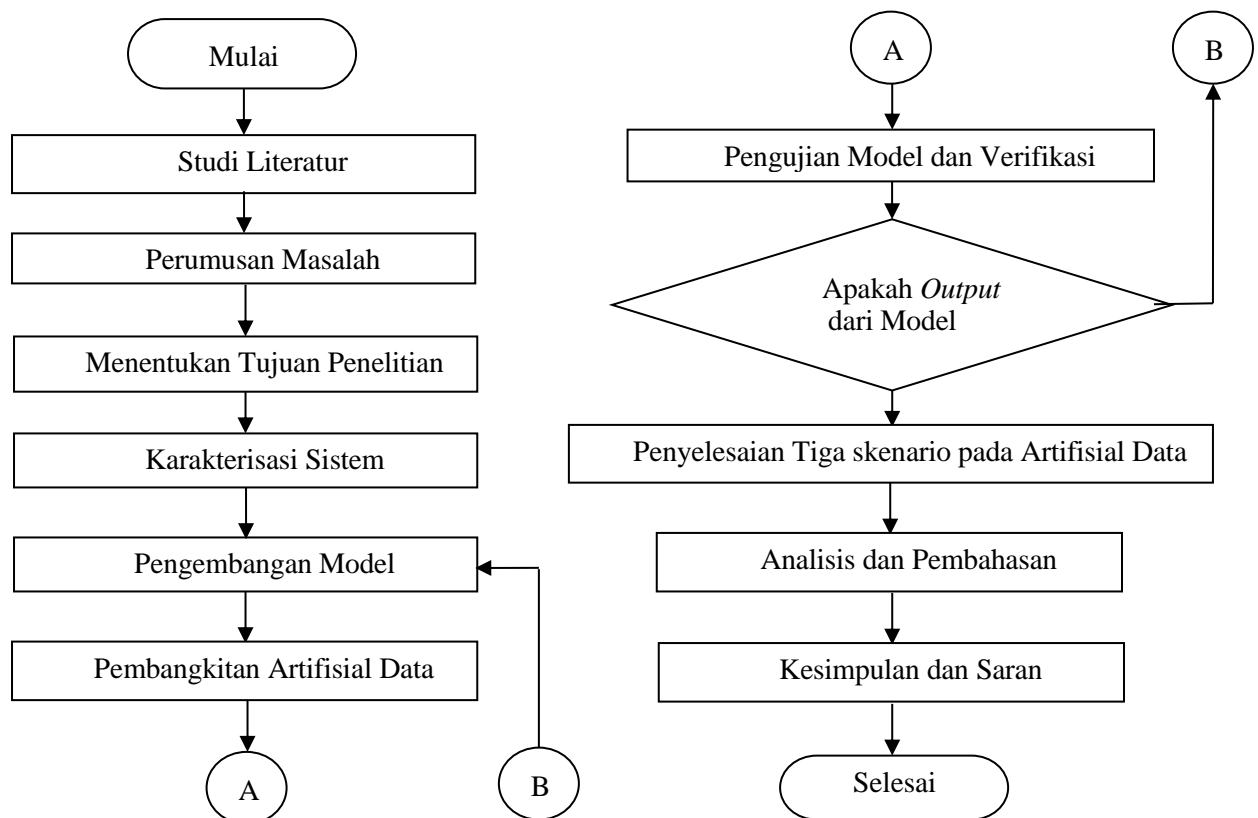 Mulai
Studi Literatur
Perumusan Masalah
Menentukan Tujuan Penelitian
Karakterisasi Sistem
Pengembangan Model
Pembangkitan Artifisial Data
A
B
A
B
Pengujian Model dan Verifikasi
Apakah Output
dari Model
Penyelesaian Tiga skenario pada Artifisial Data
Analisis dan Pembahasan
Kesimpulan dan Saran
Selesai